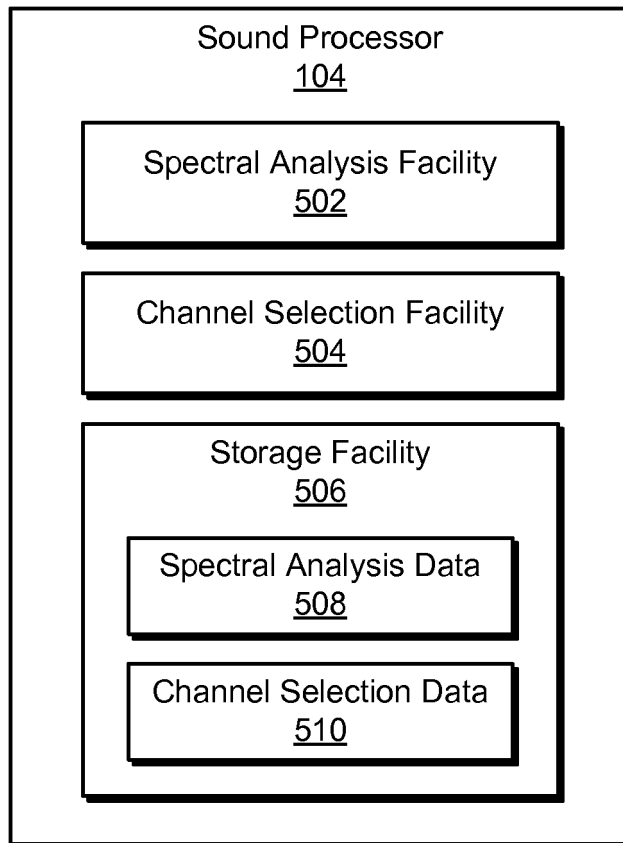 Sound Processor
104
Spectral Analysis Facility
502
Channel Selection Facility
504
Storage Facility
506
Spectral Analysis Data
508
Channel Selection Data
510